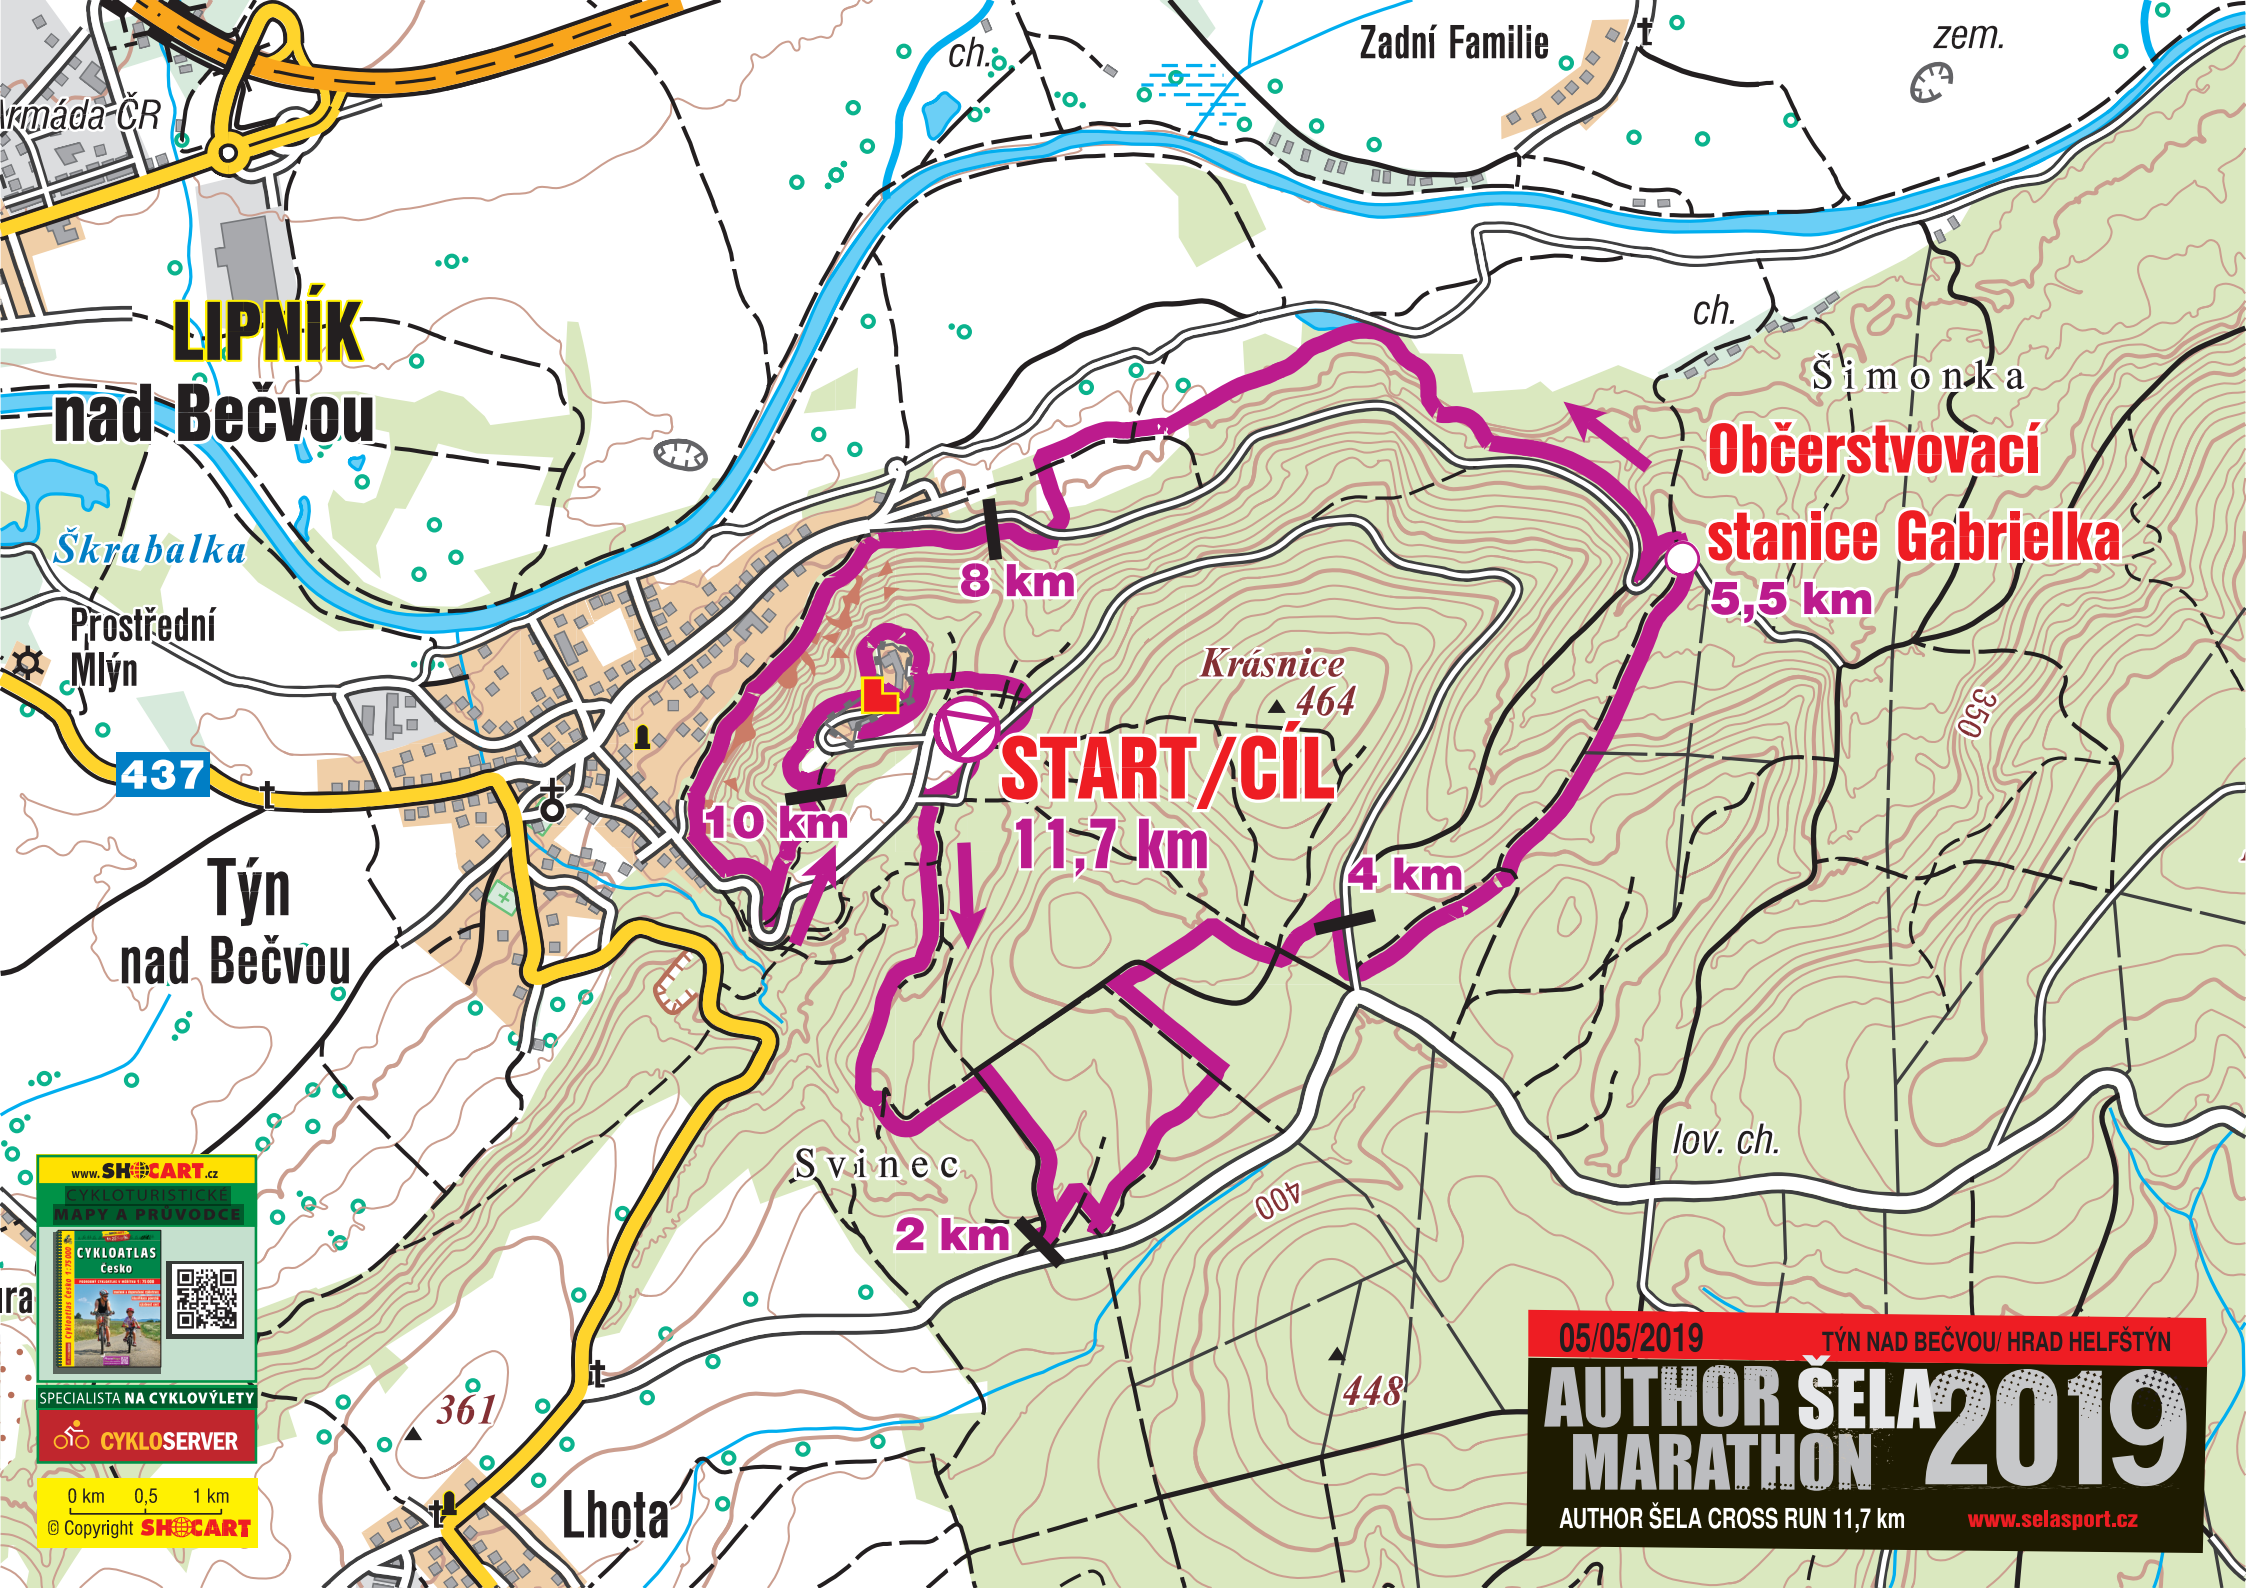 Zadní Familie
zem.
ch.
Armáda ČR
LIPNÍK
nad Bečvou
ch.
Šimonka
Občerstvovací
stanice Gabrielka
5,5 km
Škrabalka
Prostřední
Mlýn
8 km
Krásnice
464
350
START/CÍL
11,7 km
437
10 km
4 km
Týn
nad Bečvou
lov. ch.
Svinec
400
2 km
448
361
Lhota
www.SHOCART.cz
CYKLOTURISTICKÉ
MAPY A PRŮVODCE
CYKLOATLAS
Česko
SPECIALISTA NA CYKLOVÝLETY
CYKLOSERVER
0 km 0,5 1 km
© Copyright SHOCART
05/05/2019 TÝN NAD BEČVOU/ HRAD HELFŠTÝN
AUTHOR ŠELA
MARATHON 2019
AUTHOR ŠELA CROSS RUN 11,7 km www.selasport.cz